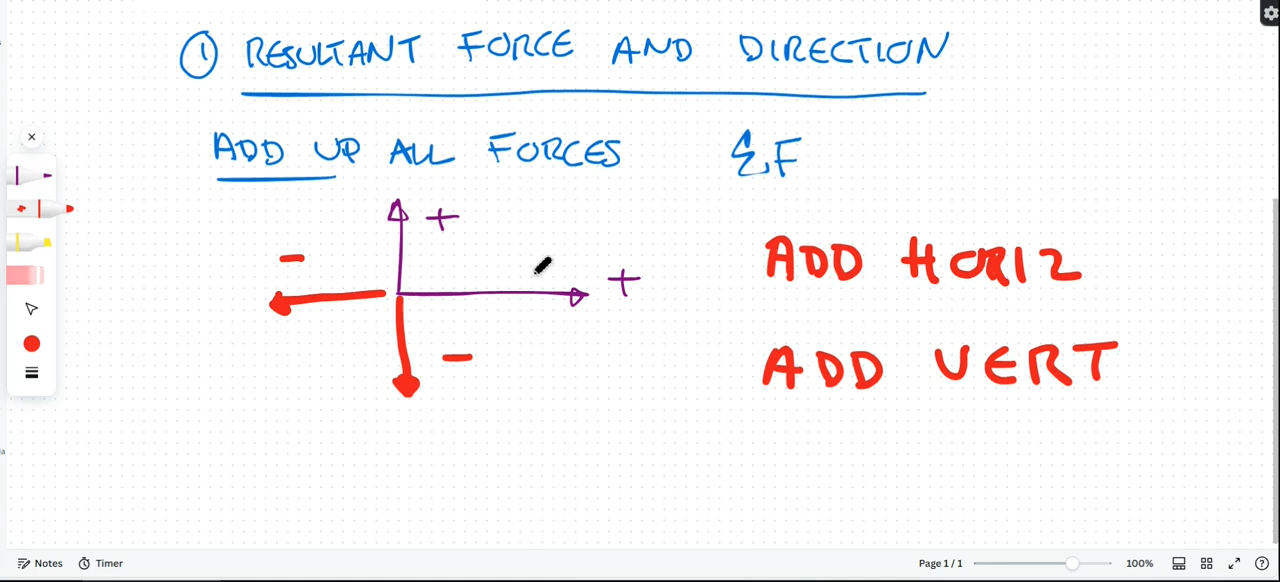 ① RESULTANT FORCE AND DIRECTION
ADD UP ALL FORCES ΣF
+
+
-
-
ADD HORIZ
ADD VERT
Notes Timer Page 1 / 1 100%